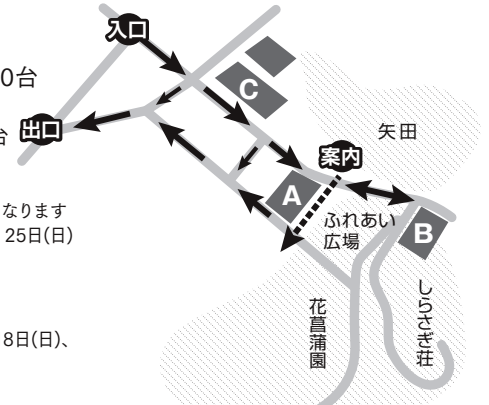 入口
0台
C
台
出口
矢田
案内
なります
25日(日)
A
ふれあい
広場
B
8日(日)、
花菖蒲園
しらさぎ荘